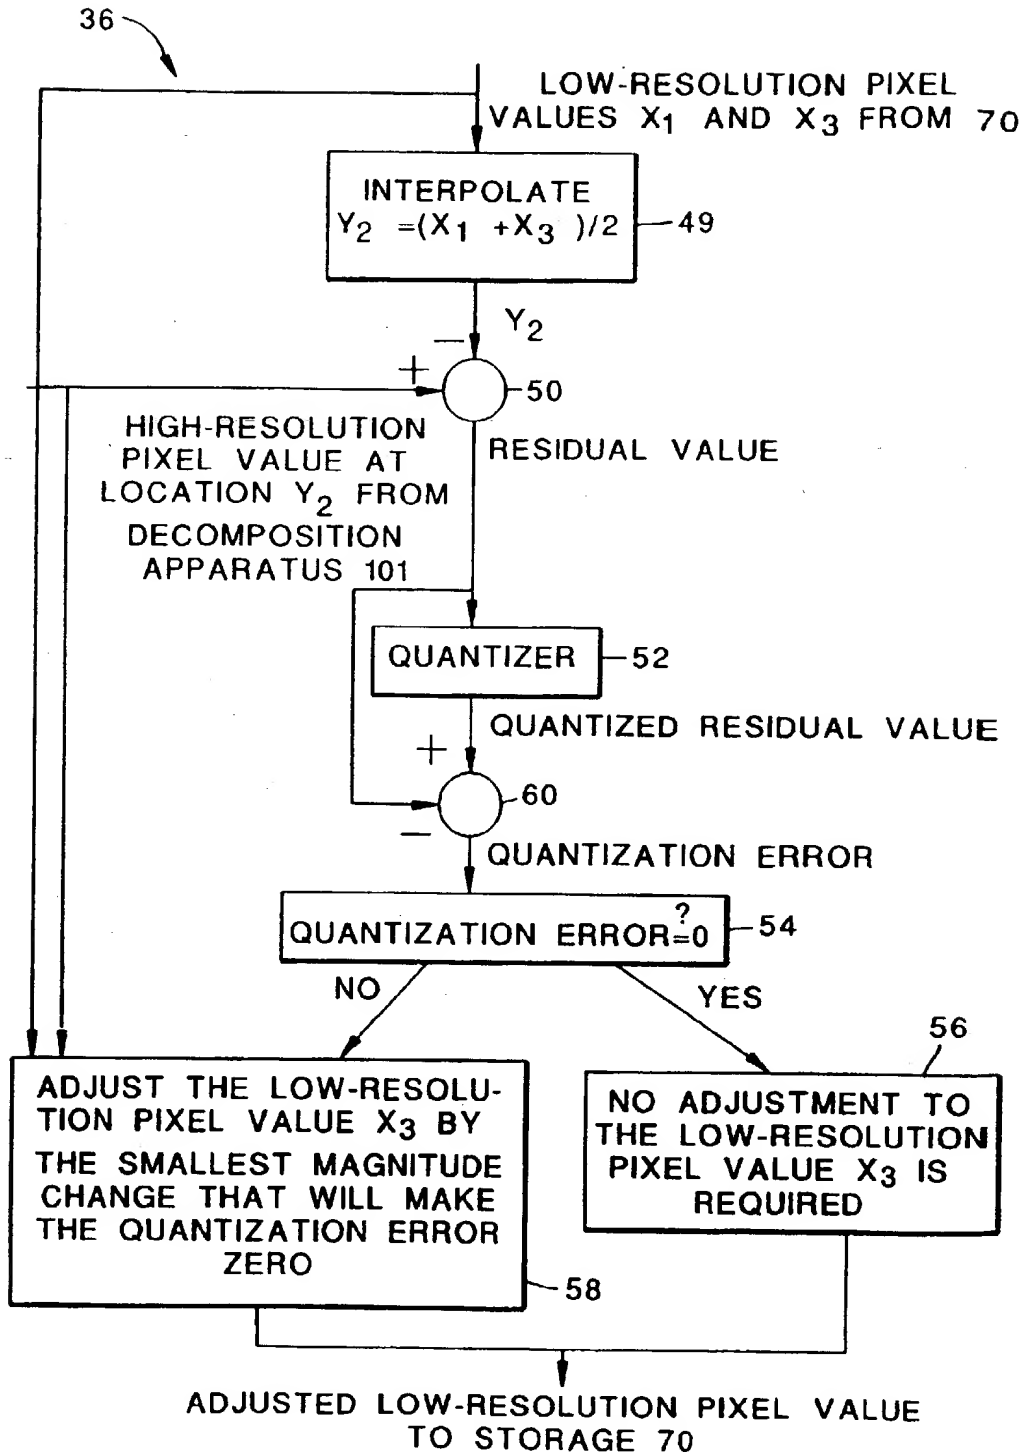 36
LOW-RESOLUTION PIXEL
VALUES X1 AND X3 FROM 70
INTERPOLATE
Y2 =(X1 +X3 )/2
49
Y2
−
+
50
HIGH-RESOLUTION
PIXEL VALUE AT
LOCATION Y2 FROM
DECOMPOSITION
APPARATUS 101
RESIDUAL VALUE
QUANTIZER
52
QUANTIZED RESIDUAL VALUE
+
60
−
QUANTIZATION ERROR
?
QUANTIZATION ERROR=0
54
NO
YES
56
ADJUST THE LOW-RESOLU-
TION PIXEL VALUE X3 BY
THE SMALLEST MAGNITUDE
CHANGE THAT WILL MAKE
THE QUANTIZATION ERROR
ZERO
58
NO ADJUSTMENT TO
THE LOW-RESOLUTION
PIXEL VALUE X3 IS
REQUIRED
ADJUSTED LOW-RESOLUTION PIXEL VALUE
TO STORAGE 70